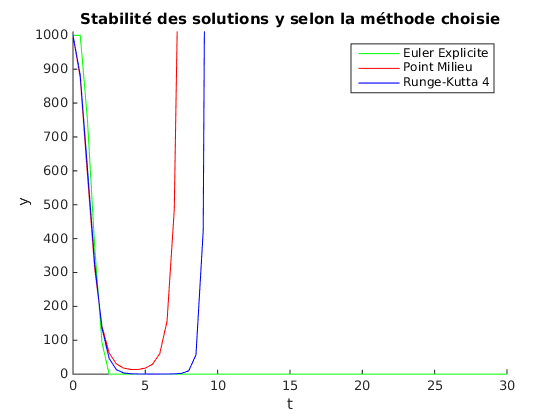 Stabilité des solutions y selon la méthode choisie
1000
900
800
700
600
500
400
300
200
100
0
y
Euler Explicite
Point Milieu
Runge-Kutta 4
0 5 10 15 20 25 30
t